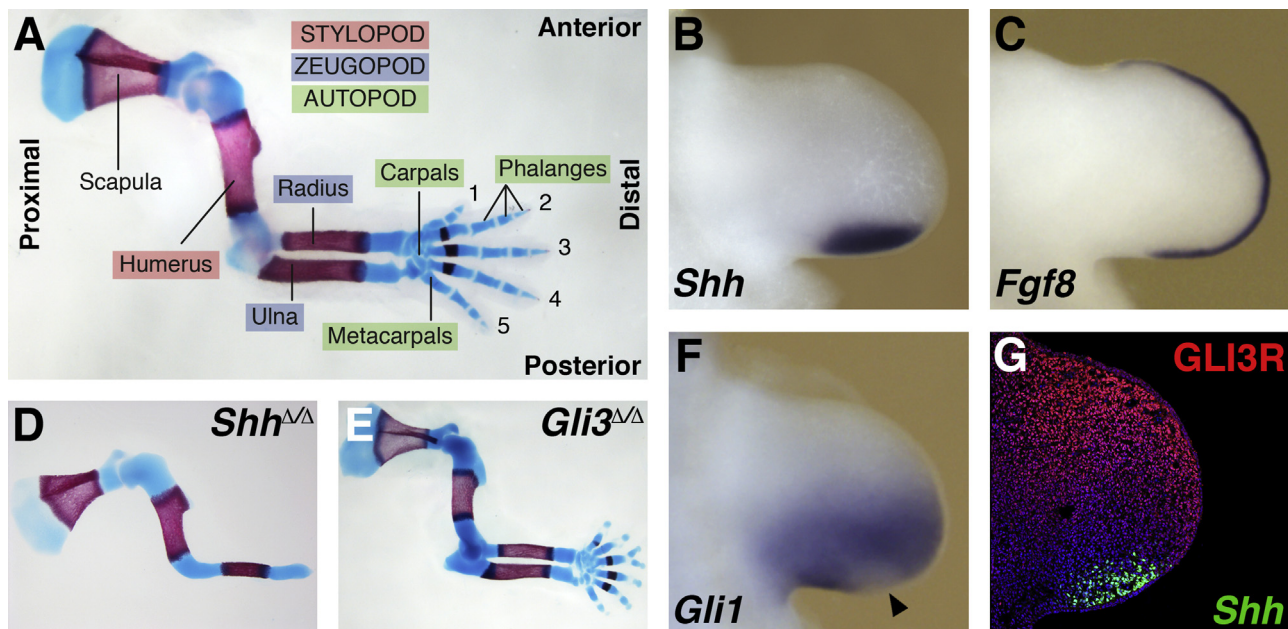 A
STYLOPOD
ZEUGOPOD
AUTOPOD
Anterior
Proximal
Distal
Scapula
Humerus
Radius
Ulna
Carpals
Phalanges
Metacarpals
1
2
3
4
5
Posterior
B
Shh
C
Fgf8
D
Shh^Δ/Δ
E
Gli3^Δ/Δ
F
Gli1
G
GLI3R
Shh